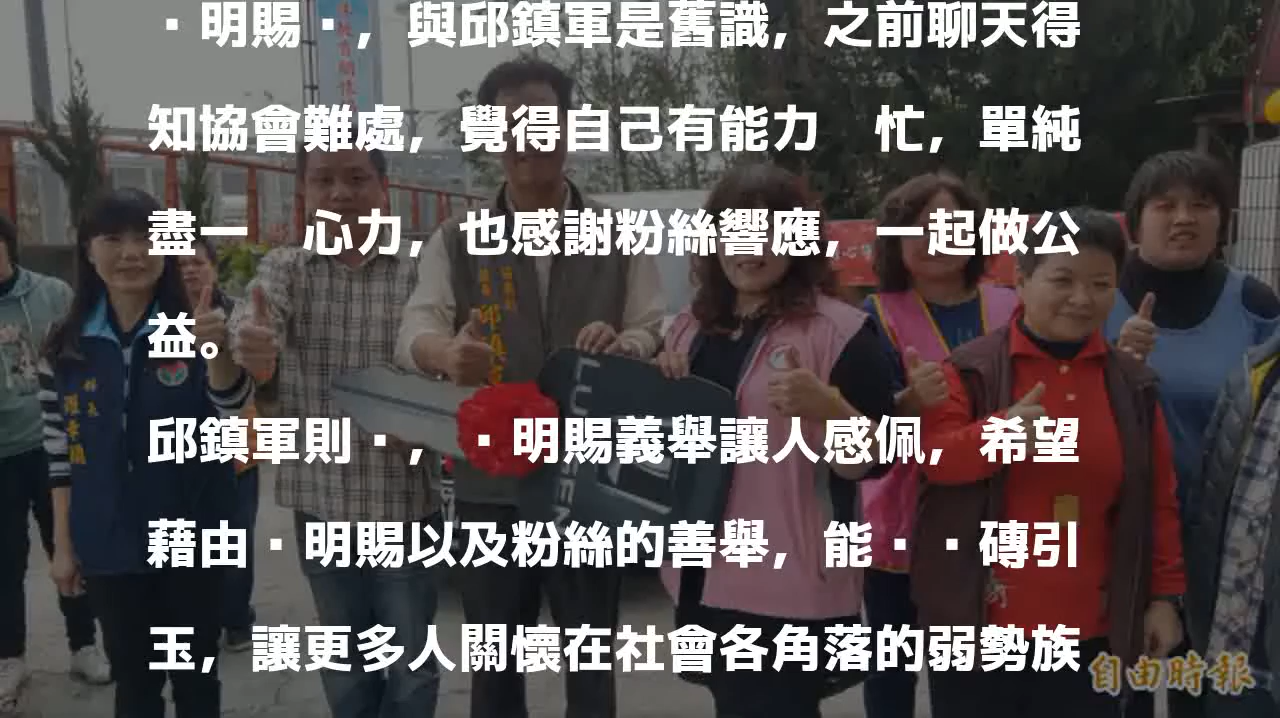 ·明賜·，與邱鎮軍是舊識，之前聊天得
知協會難處，覺得自己有能力　忙，單純
盡一　心力，也感謝粉絲響應，一起做公
益。
邱鎮軍則·，·明賜義舉讓人感佩，希望
藉由·明賜以及粉絲的善舉，能··磚引
玉，讓更多人關懷在社會各角落的弱勢族
自由時報